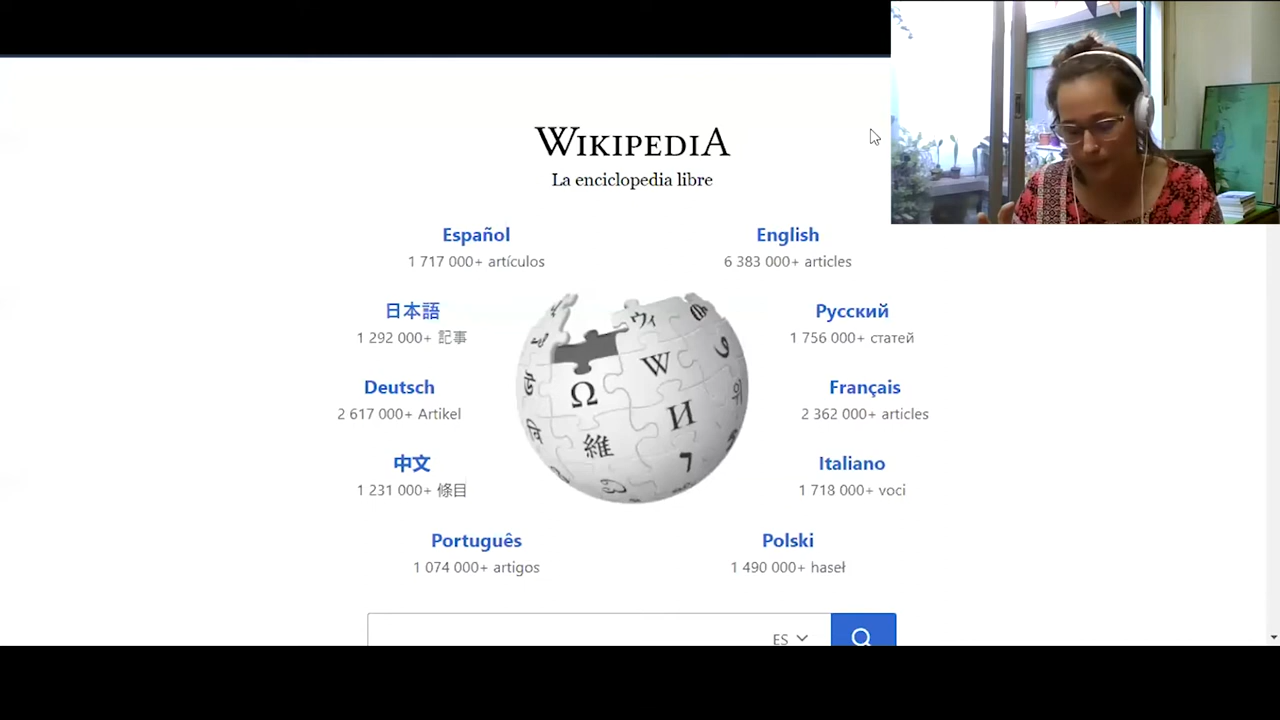 WIKIPEDIA
La enciclopedia libre
Español
1 717 000+ artículos
English
6 383 000+ articles
日本語
1 292 000+ 記事
Русский
1 756 000+ статей
Deutsch
2 617 000+ Artikel
Français
2 362 000+ articles
中文
1 231 000+ 條目
Italiano
1 718 000+ voci
Português
1 074 000+ artigos
Polski
1 490 000+ haseł
Ω
W
И
維
ウィ
ES